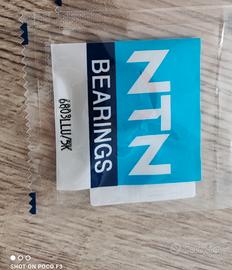 NTN
BEARINGS
6803LLU/5K
SHOT ON POCO F3